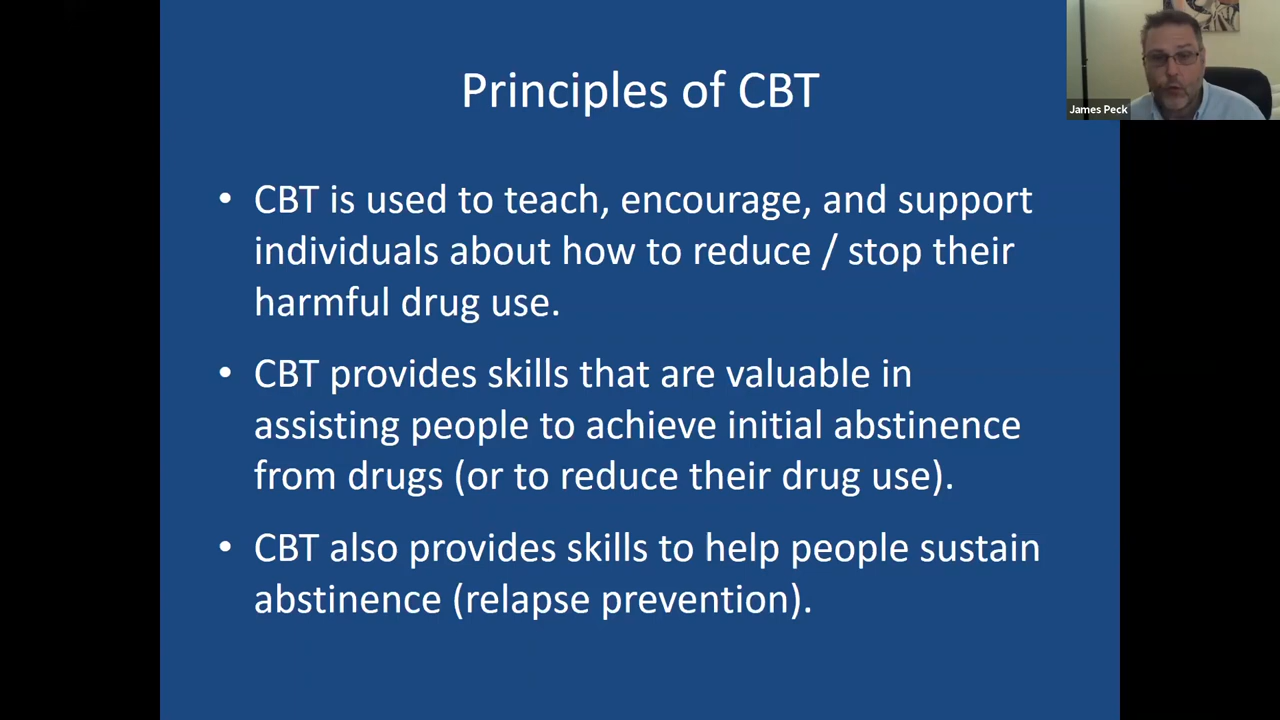 Principles of CBT
James Peck
• CBT is used to teach, encourage, and support
individuals about how to reduce / stop their
harmful drug use.
• CBT provides skills that are valuable in
assisting people to achieve initial abstinence
from drugs (or to reduce their drug use).
• CBT also provides skills to help people sustain
abstinence (relapse prevention).